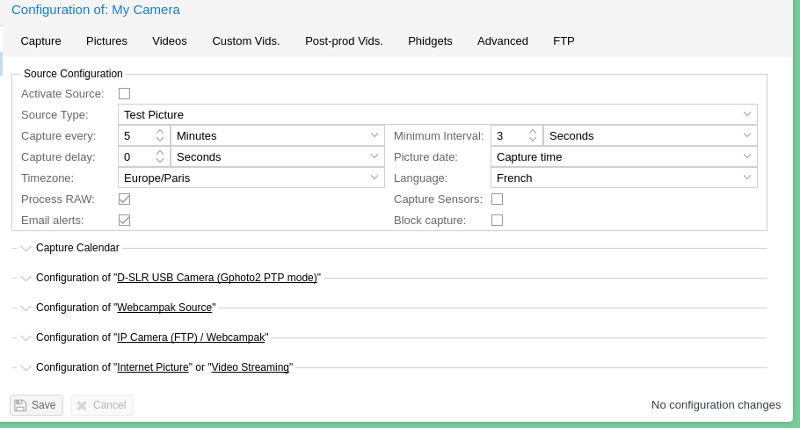 Configuration of: My Camera
Capture Pictures Videos Custom Vids. Post-prod Vids. Phidgets Advanced FTP
Source Configuration
Activate Source:
Source Type: Test Picture
Capture every: 5 Minutes Minimum Interval: 3 Seconds
Capture delay: 0 Seconds Picture date: Capture time
Timezone: Europe/Paris Language: French
Process RAW: Capture Sensors:
Email alerts: Block capture:
Capture Calendar
Configuration of "D-SLR USB Camera (Gphoto2 PTP mode)"
Configuration of "Webcampak Source"
Configuration of "IP Camera (FTP) / Webcampak"
Configuration of "Internet Picture" or "Video Streaming"
Save Cancel No configuration changes